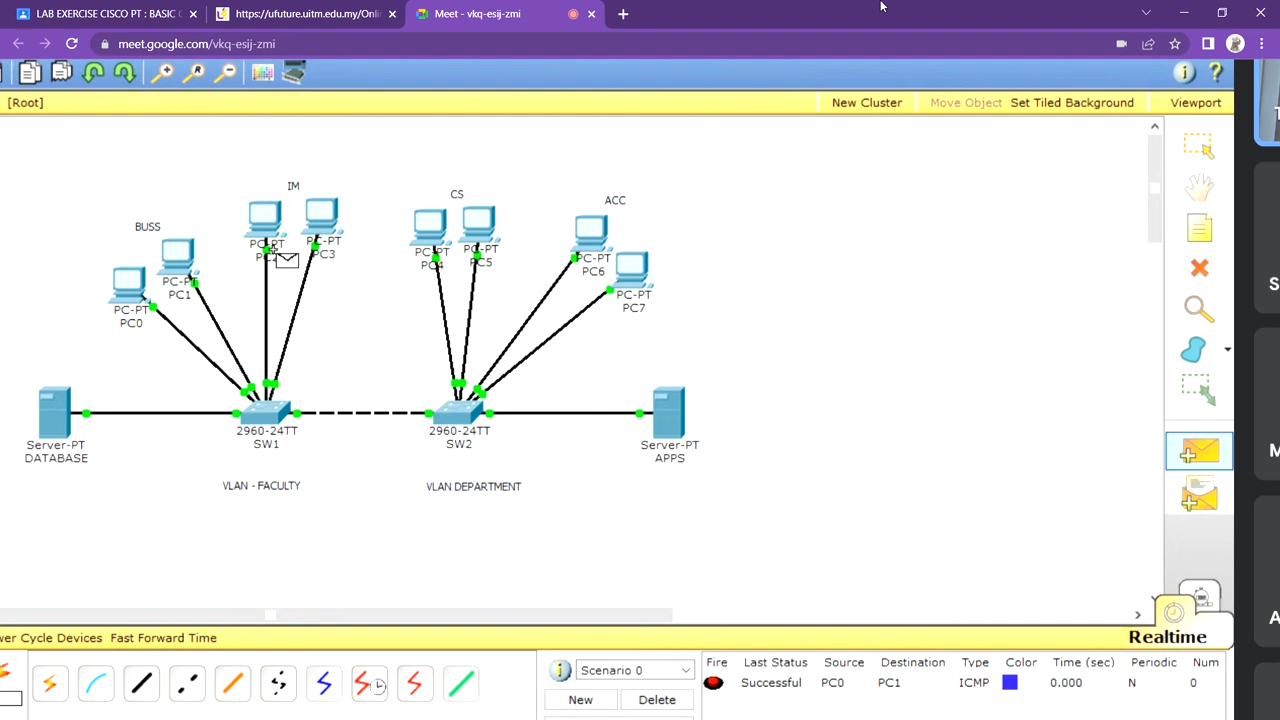 LAB EXERCISE CISCO PT : BASIC C
https://ufuture.uitm.edu.my/Onli
Meet - vkq-esij-zmi
meet.google.com/vkq-esij-zmi
[Root]
New Cluster
Move Object
Set Tiled Background
Viewport
IM
CS
ACC
BUSS
PC-PT
PC-PT
PC3
PC-PT
PC4
PC-PT
PC5
PC-PT
PC6
PC-PT
PC1
PC-PT
PC7
PC-PT
PC0
2960-24TT
SW1
2960-24TT
SW2
Server-PT
DATABASE
Server-PT
APPS
VLAN - FACULTY
VLAN DEPARTMENT
Realtime
wer Cycle Devices Fast Forward Time
Scenario 0
New
Delete
Fire Last Status Source Destination Type Color Time (sec) Periodic Num
Successful PC0 PC1 ICMP 0.000 N 0